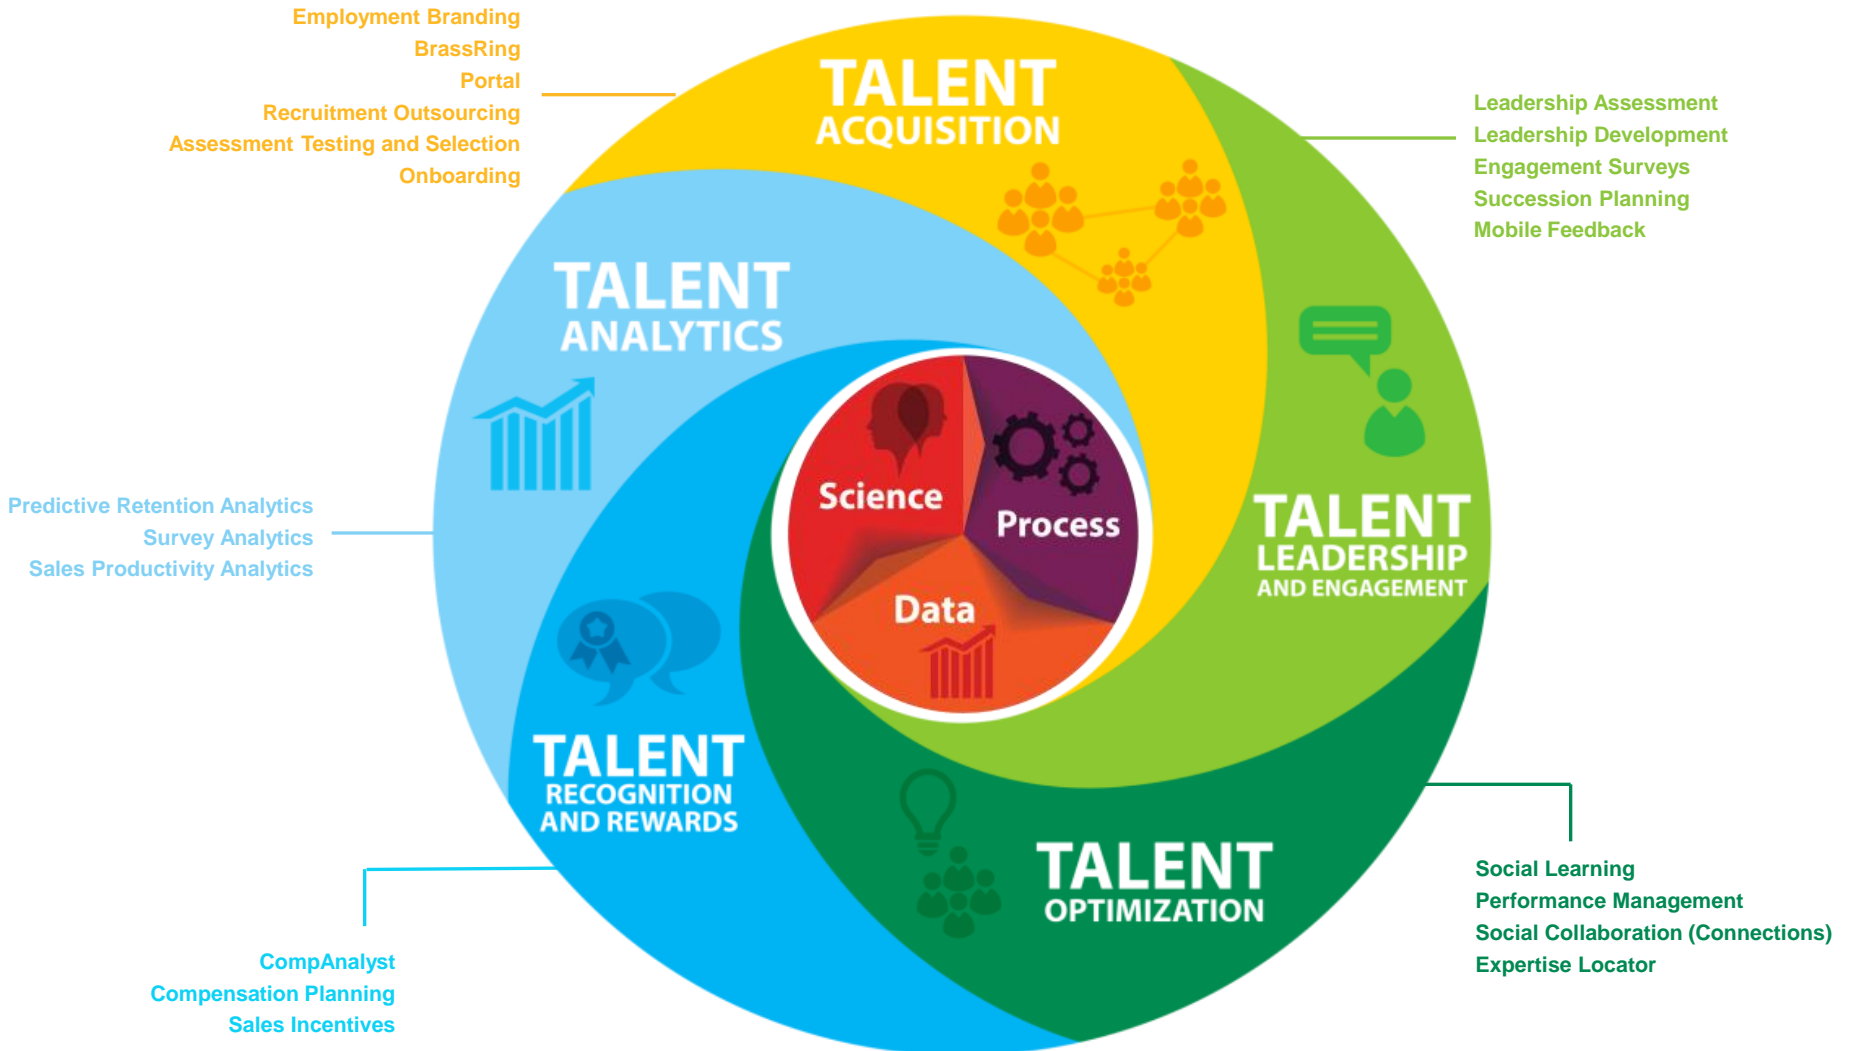 Employment Branding
BrassRing
Portal
Recruitment Outsourcing
Assessment Testing and Selection
Onboarding
TALENT
ACQUISITION
Leadership Assessment
Leadership Development
Engagement Surveys
Succession Planning
Mobile Feedback
TALENT
ANALYTICS
Predictive Retention Analytics
Survey Analytics
Sales Productivity Analytics
Science
Process
Data
TALENT
LEADERSHIP
AND ENGAGEMENT
TALENT
RECOGNITION
AND REWARDS
TALENT
OPTIMIZATION
Social Learning
Performance Management
Social Collaboration (Connections)
Expertise Locator
CompAnalyst
Compensation Planning
Sales Incentives